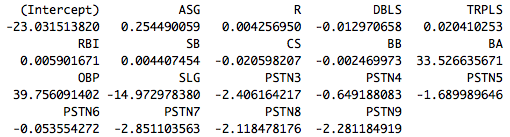 (Intercept) ASG R DBLS TRPLS
-23.031513820 0.254490059 0.004256950 -0.012970658 0.020410253
RBI SB CS BB BA
0.005901671 0.004407454 -0.020598207 -0.002469973 33.526635671
OBP SLG PSTN3 PSTN4 PSTN5
39.756091402 -14.972978380 -2.406164217 -0.649188083 -1.689989646
PSTN6 PSTN7 PSTN8 PSTN9
-0.053554272 -2.851103563 -2.118478176 -2.281184919